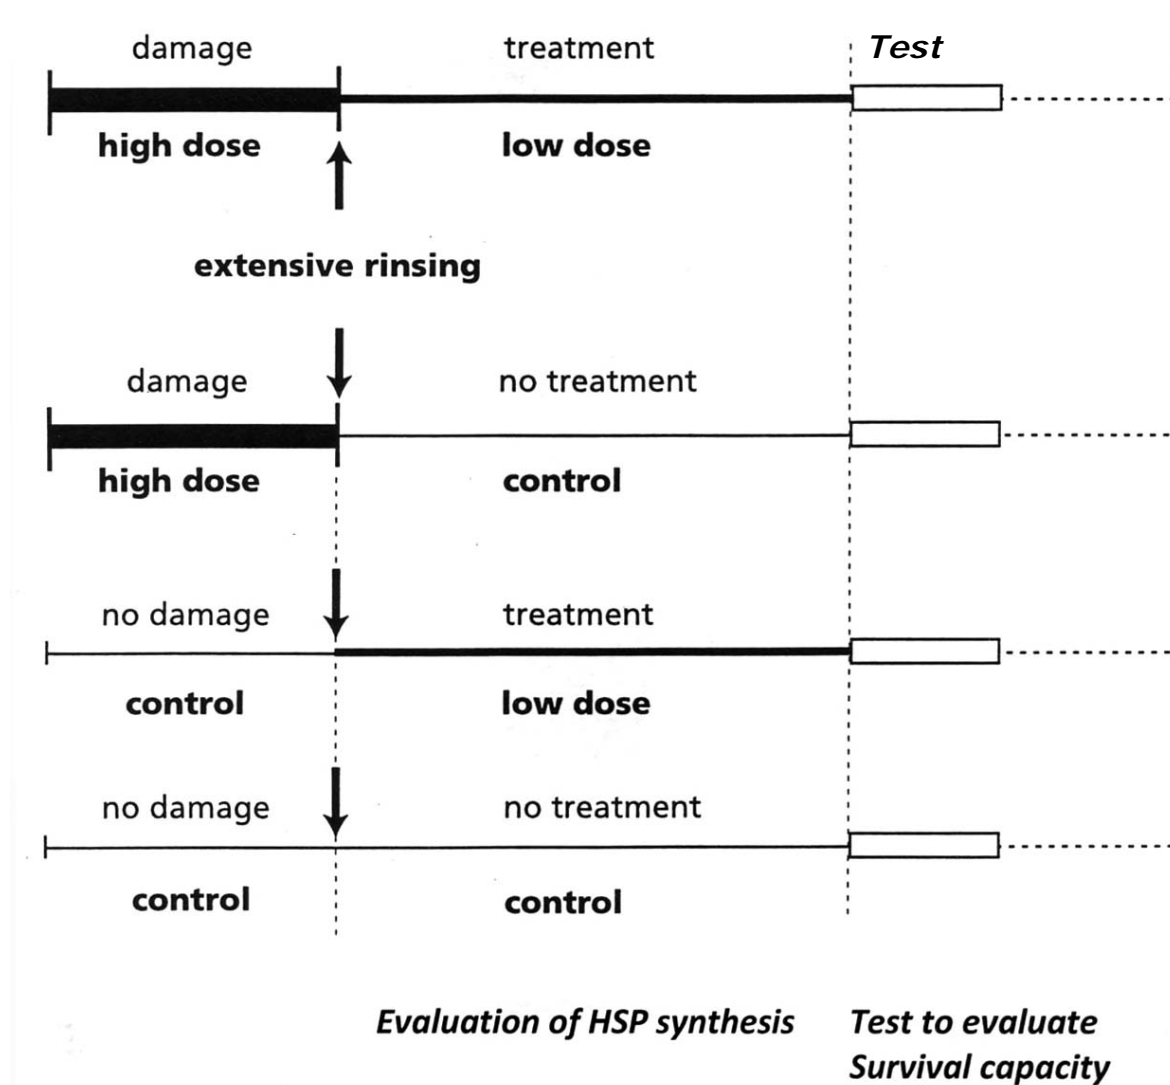 damage treatment Test
high dose low dose
extensive rinsing
damage no treatment
high dose control
no damage treatment
control low dose
no damage no treatment
control control
Evaluation of HSP synthesis Test to evaluate
Survival capacity